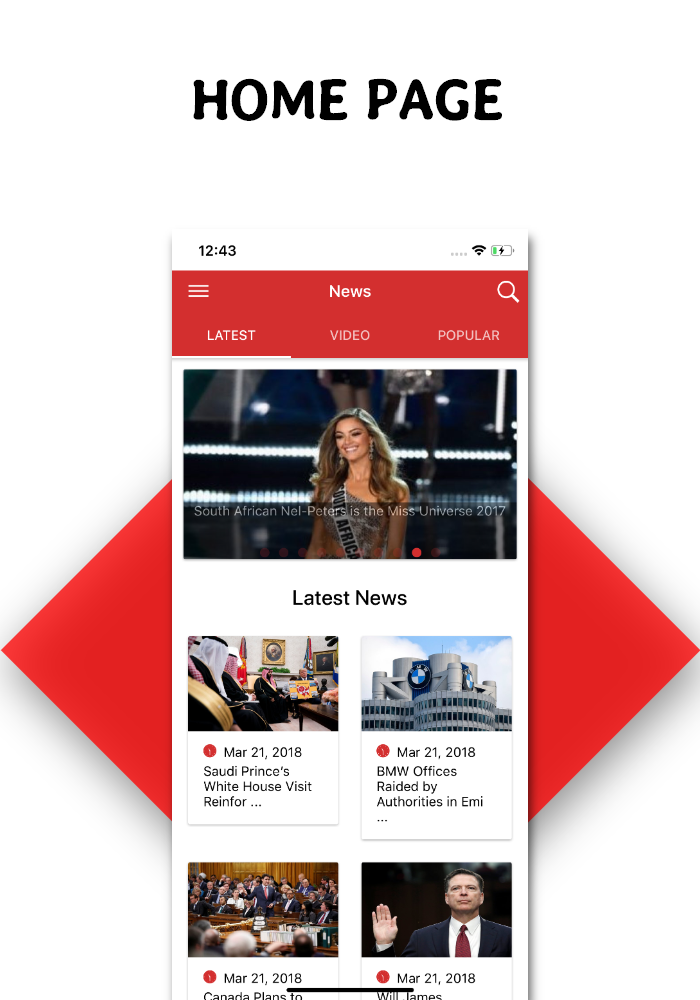 HOME PAGE
12:43
News
LATEST
VIDEO
POPULAR
South African Nel-Peters is the Miss Universe 2017
SOUTH AFRICA
Latest News
Mar 21, 2018
Saudi Prince's
White House Visit
Reinfor ...
Mar 21, 2018
BMW Offices
Raided by
Authorities in Emi
...
Mar 21, 2018
Canada Plans to
Mar 21, 2018
Will James